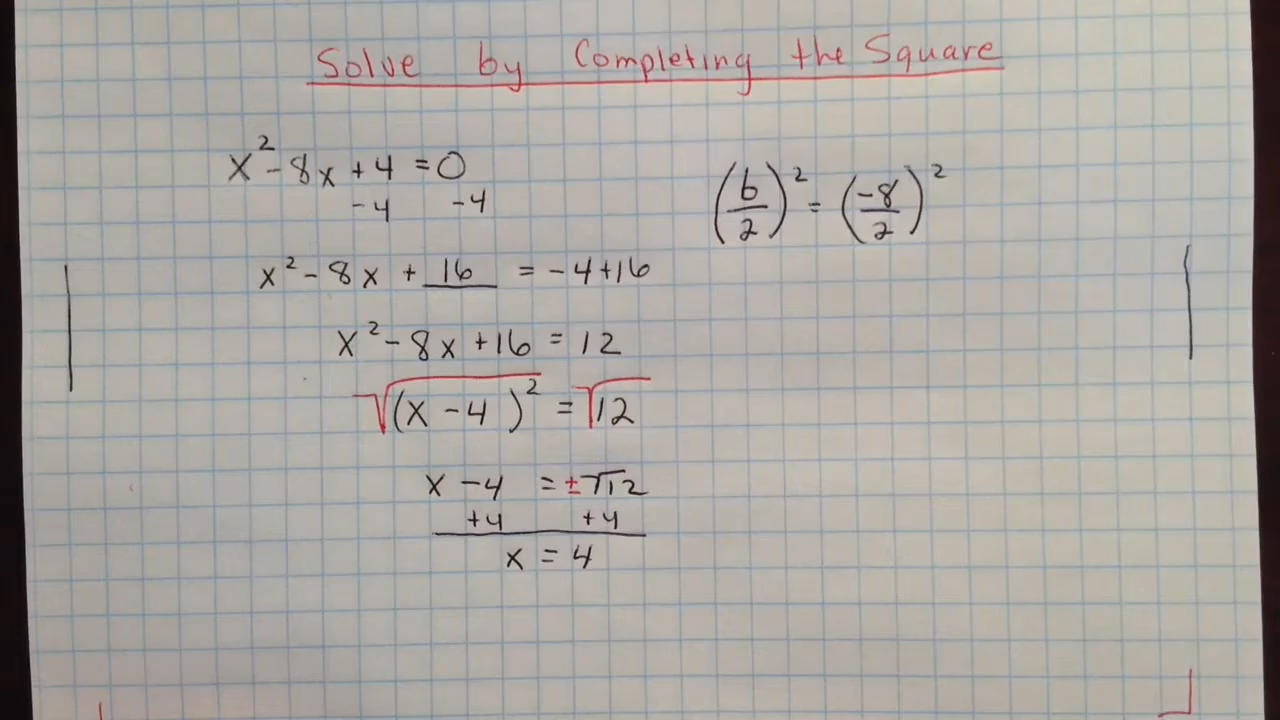 Solve by Completing the Square
x² - 8x + 4 = 0
(b/2)² = (-8/2)²
-4 -4
x² - 8x + 16 = -4+16
x² - 8x + 16 = 12
√(x - 4)² = √12
x - 4 = ±√12
+4 +4
x = 4